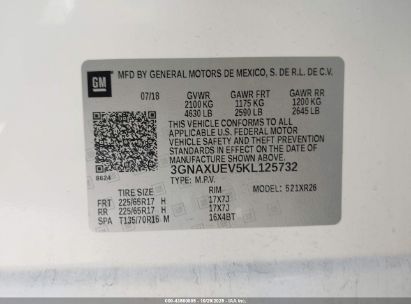 GM
MFD BY GENERAL MOTORS DE MEXICO, S. DE R.L. DE C.V.
07/18 GVWR GAWR FRT GAWR RR
2100 KG 1175 KG 1200 KG
4630 LB 2590 LB 2645 LB
THIS VEHICLE CONFORMS TO ALL
APPLICABLE U.S. FEDERAL MOTOR
VEHICLE SAFETY AND THEFT PREVENTION
STANDARDS IN EFFECT ON THE DATE OF
MANUFACTURE SHOWN ABOVE.
8624 3GNAXUEV5KL125732
TYPE: M.P.V. MODEL: 521XR26
TIRE SIZE RIM
FRT 225/65R17 H 17X7J
RR 225/65R17 H 17X7J
SPA T135/70R16 M 16X4BT